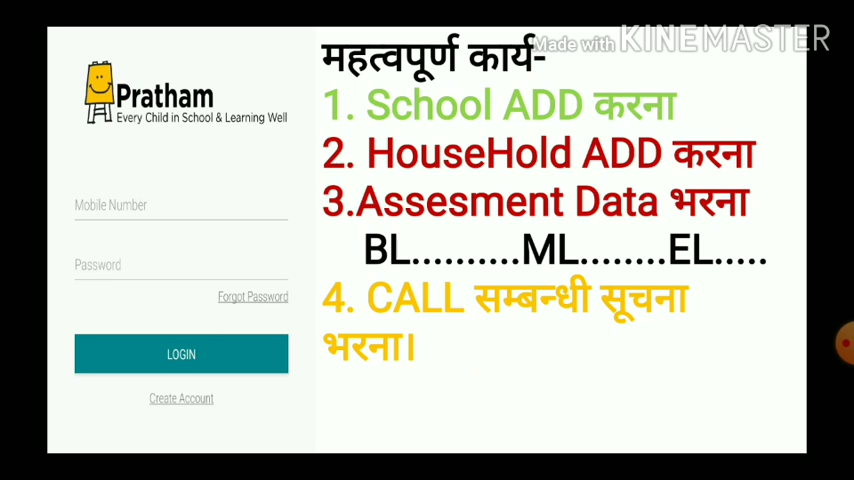 Made with KINEMASTER
Pratham
Every Child in School & Learning Well
Mobile Number
Password
Forgot Password
LOGIN
Create Account
महत्वपूर्ण कार्य-
1. School ADD करना
2. HouseHold ADD करना
3.Assesment Data भरना
BL..........ML........EL.....
4. CALL सम्बन्धी सूचना
भरना।